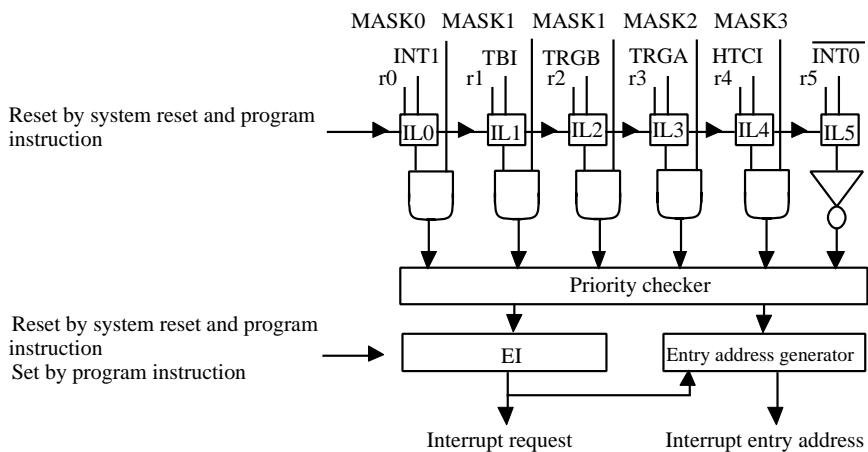 MASK0 MASK1 MASK1 MASK2 MASK3
INT1 TBI TRGB TRGA HTCI INT0
r0 r1 r2 r3 r4 r5
Reset by system reset and program
instruction
IL0 IL1 IL2 IL3 IL4 IL5
Priority checker
Reset by system reset and program
instruction
Set by program instruction
EI
Entry address generator
Interrupt request
Interrupt entry address